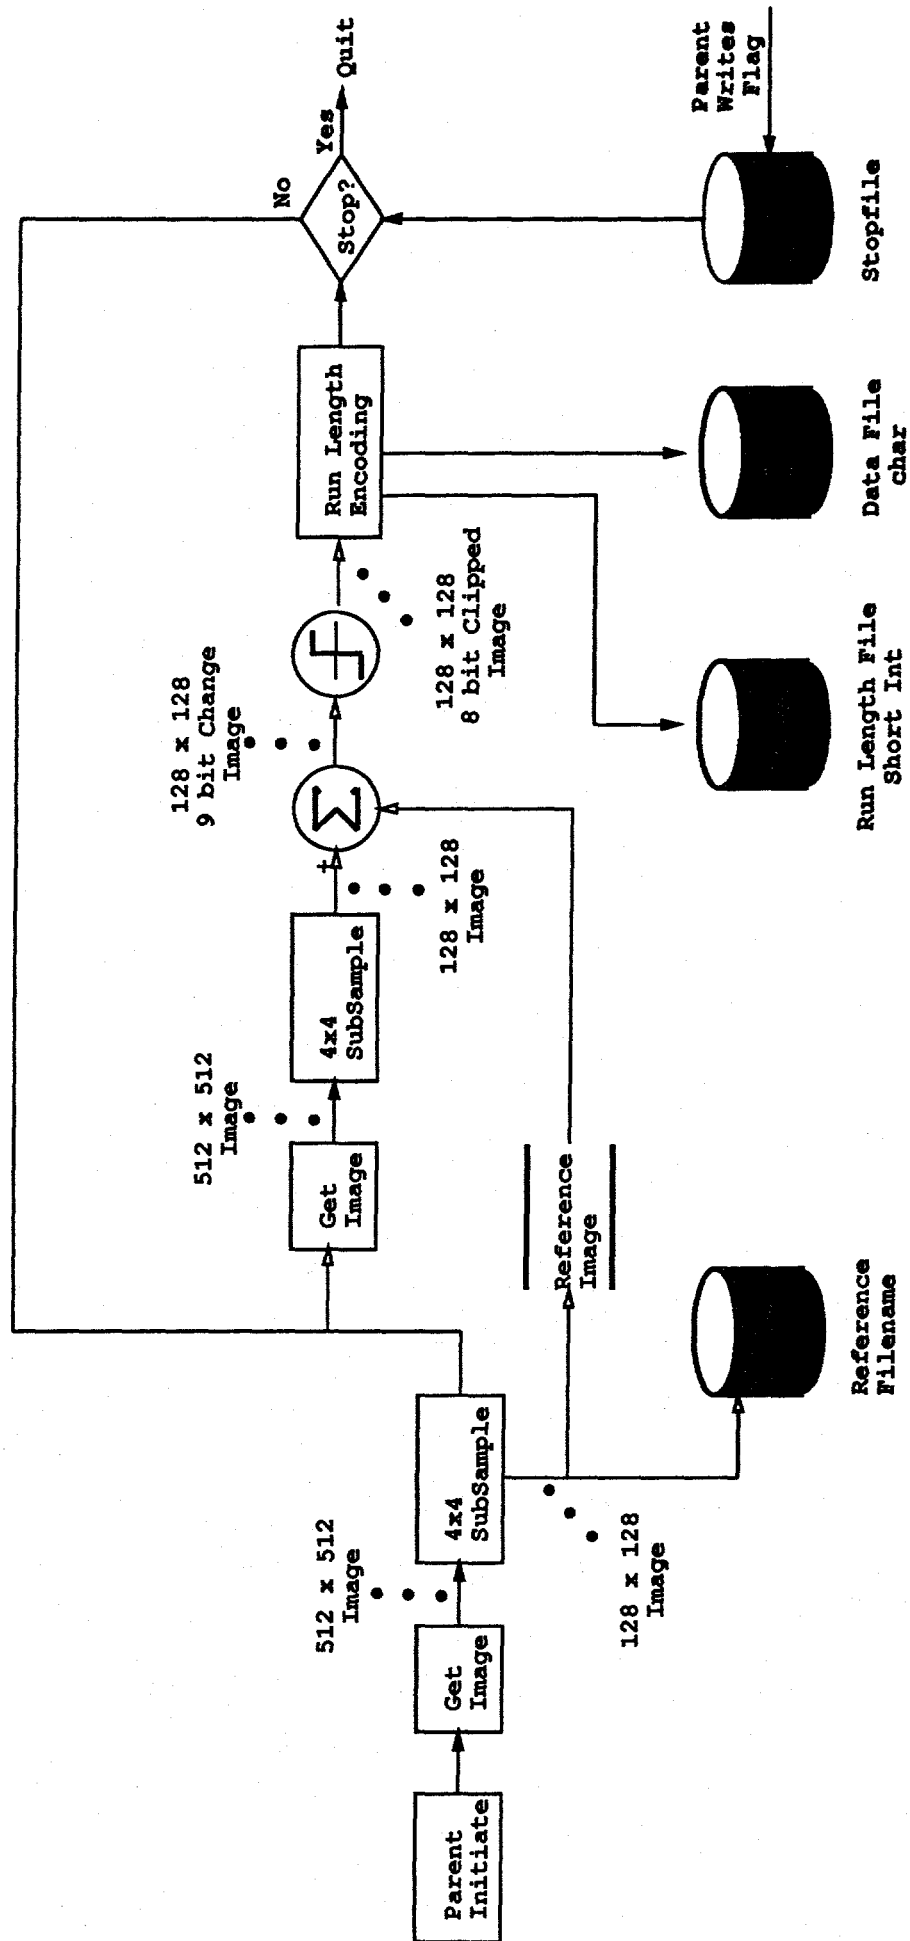 Parent
Initiate
Get
Image
512 x 512
Image
4x4
SubSample
128 x 128
Image
Reference
Filename
Reference
Image
Get
Image
512 x 512
Image
4x4
SubSample
128 x 128
Image
+
Σ
128 x 128
9 bit Change
Image
128 x 128
8 bit Clipped
Image
Run Length
Encoding
Run Length File
Short Int
Data File
char
Stop?
No
Yes
Quit
Stopfile
Parent
Writes
Flag